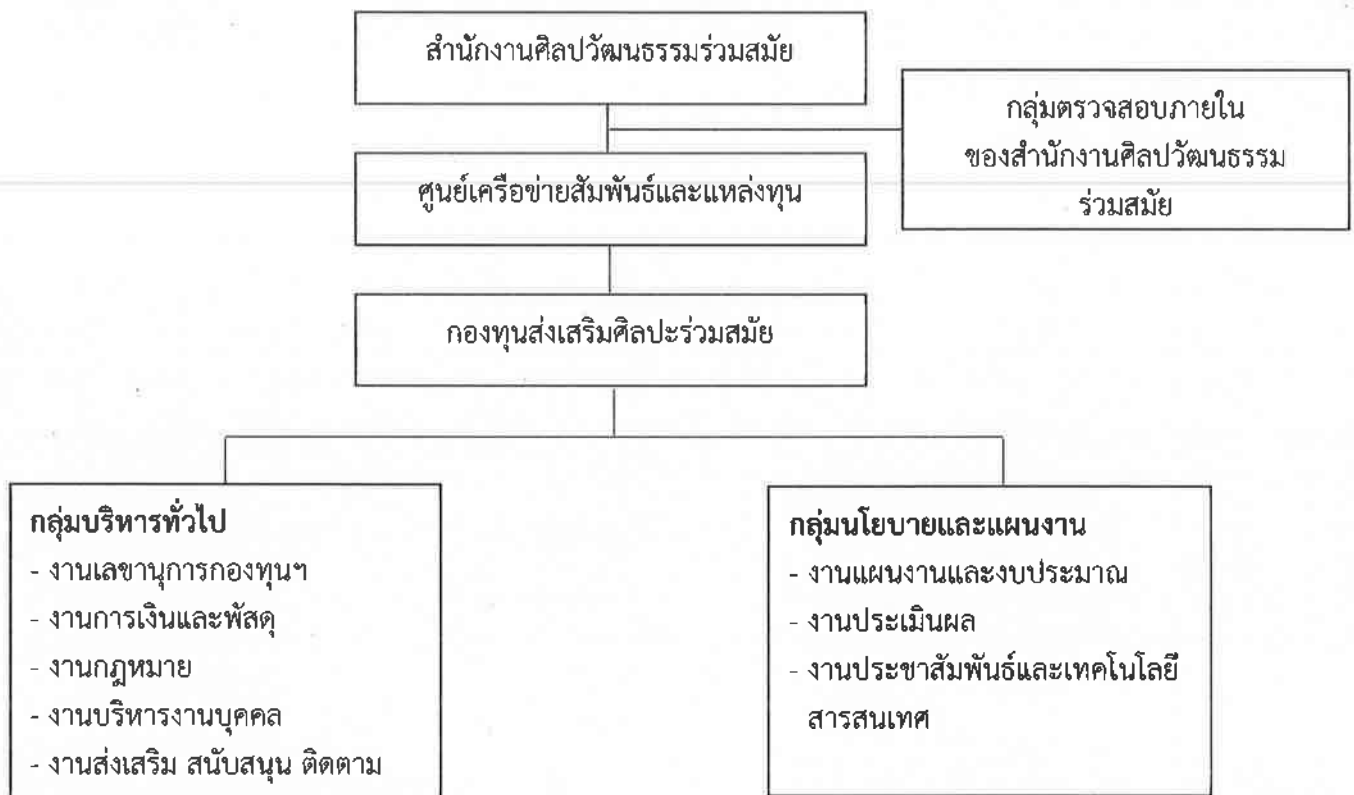 สำนักงานศิลปวัฒนธรรมร่วมสมัย
กลุ่มตรวจสอบภายใน
ของสำนักงานศิลปวัฒนธรรม
ร่วมสมัย
ศูนย์เครือข่ายสัมพันธ์และแหล่งทุน
กองทุนส่งเสริมศิลปะร่วมสมัย
กลุ่มบริหารทั่วไป
- งานเลขานุการกองทุนฯ
- งานการเงินและพัสดุ
- งานกฎหมาย
- งานบริหารงานบุคคล
- งานส่งเสริม สนับสนุน ติดตาม
กลุ่มนโยบายและแผนงาน
- งานแผนงานและงบประมาณ
- งานประเมินผล
- งานประชาสัมพันธ์และเทคโนโลยี
สารสนเทศ